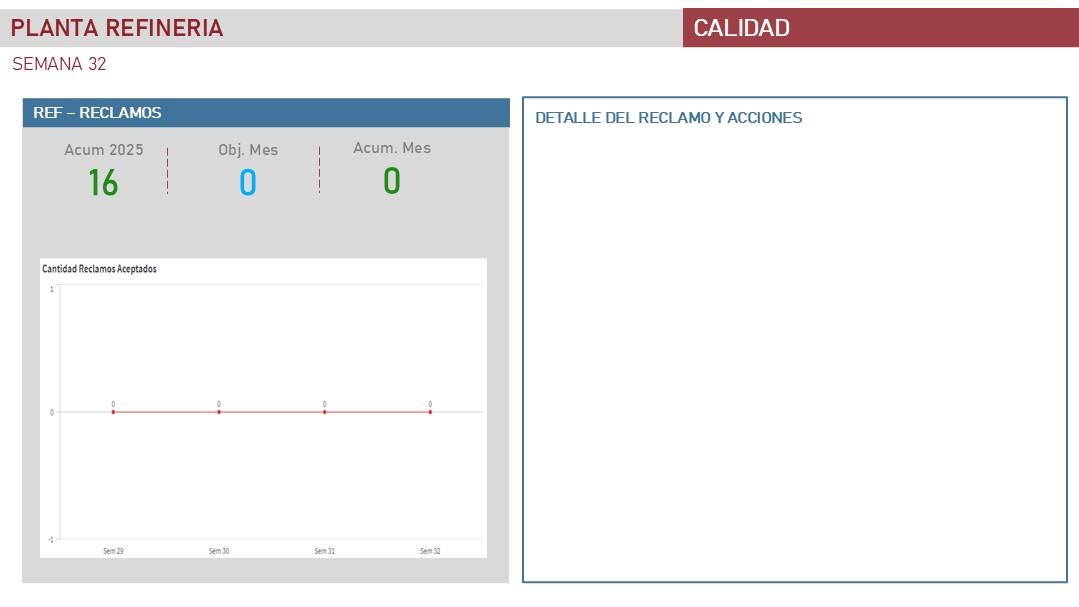 PLANTA REFINERIA
CALIDAD
SEMANA 32
REF – RECLAMOS
Acum 2025
16
Obj. Mes
0
Acum. Mes
0
Cantidad Reclamos Aceptados
1
0
-1
0 0 0 0
Sem 29 Sem 30 Sem 31 Sem 32
DETALLE DEL RECLAMO Y ACCIONES